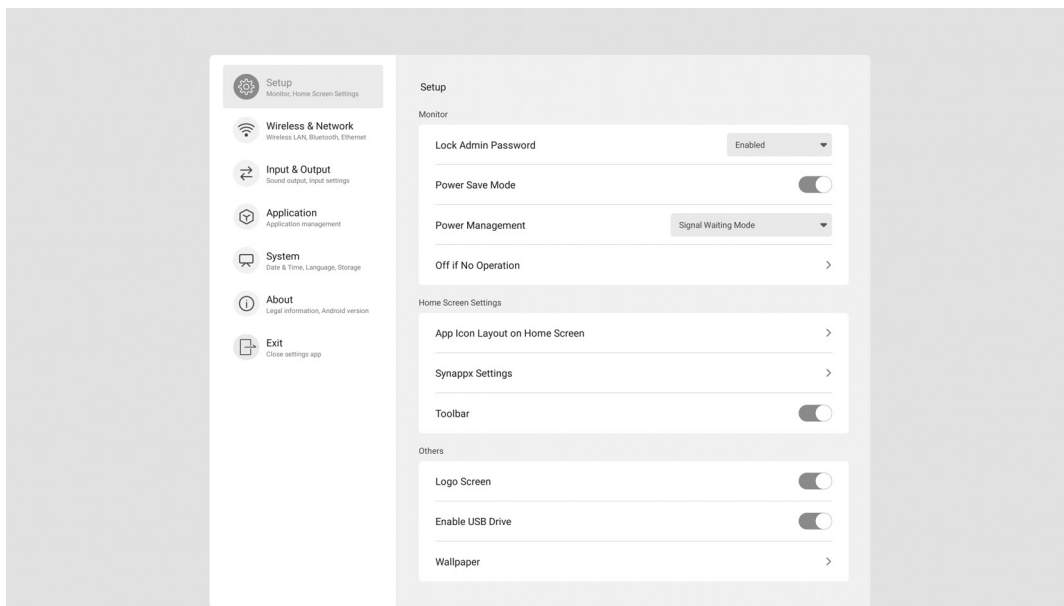 Setup
Monitor, Home Screen Settings
Wireless & Network
Wireless LAN, Bluetooth, Ethernet
Input & Output
Sound output, Input settings
Application
Application management
System
Date & Time, Language, Storage
About
Legal information, Android version
Exit
Close settings app
Setup
Monitor
Lock Admin Password
Enabled
Power Save Mode
Power Management
Signal Waiting Mode
Off if No Operation
Home Screen Settings
App Icon Layout on Home Screen
Synappx Settings
Toolbar
Others
Logo Screen
Enable USB Drive
Wallpaper